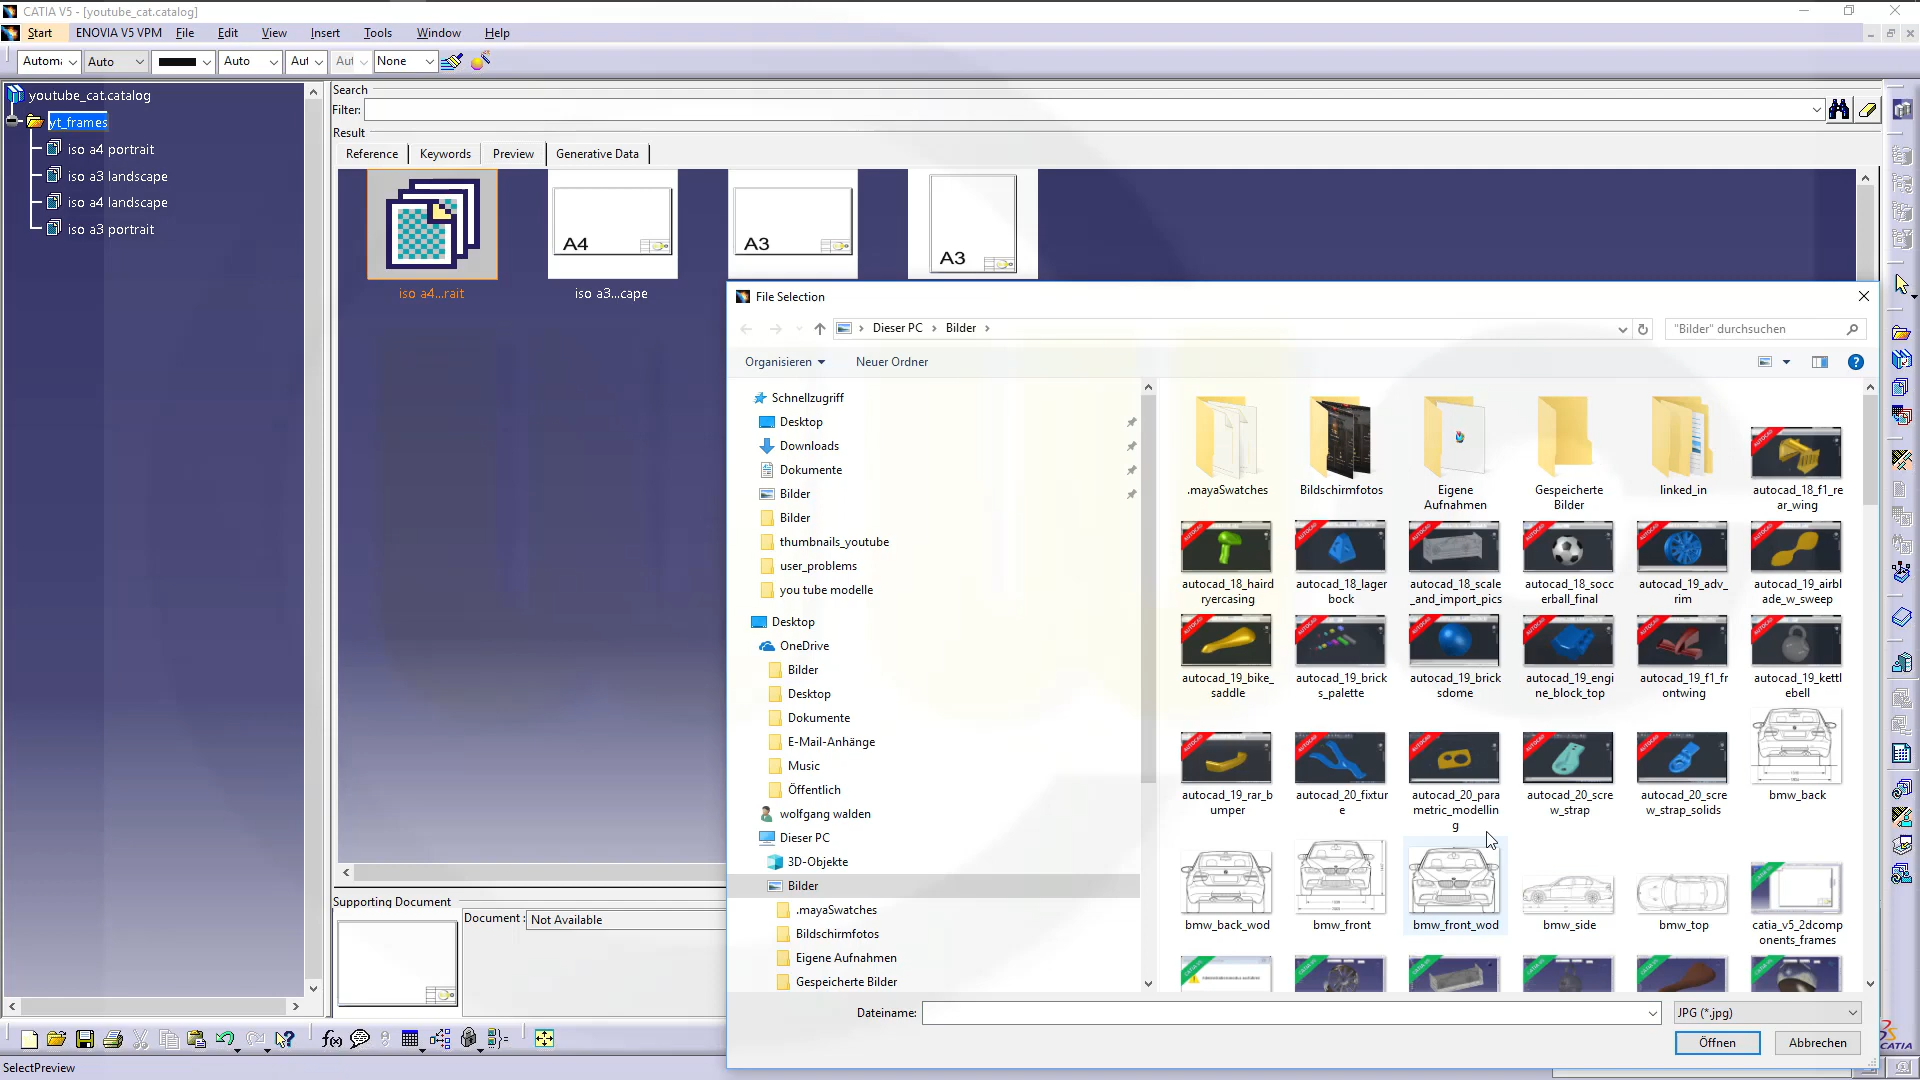 CATIA V5 - [youtube_cat.catalog]
Start ENOVIA V5 VPM File Edit View Insert Tools Window Help
Automa Auto Auto Aut Aut None
youtube_cat.catalog
yt_frames
iso a4 portrait
iso a3 landscape
iso a4 landscape
iso a3 portrait
Search
Filter:
Result
Reference Keywords Preview Generative Data
A4 A3 A3
iso a4...rait iso a3...cape
File Selection
Dieser PC Bilder
"Bilder" durchsuchen
Organisieren Neuer Ordner
Schnellzugriff
Desktop
Downloads
Dokumente
Bilder
Bilder
thumbnails_youtube
user_problems
you tube modelle
Desktop
OneDrive
Bilder
Desktop
Dokumente
E-Mail-Anhänge
Music
Öffentlich
wolfgang walden
Dieser PC
3D-Objekte
Bilder
.mayaSwatches
Bildschirmfotos
Eigene Aufnahmen
Gespeicherte Bilder
.mayaSwatches Bildschirmfotos Eigene Gespeicherte linked_in autocad_18_f1_re
Aufnahmen Bilder ar_wing
autocad_18_haird autocad_18_lager autocad_18_scale autocad_18_socc autocad_19_adv_ autocad_19_airbl
ryercasing bock _and_import_pics erball_final rim ade_w_sweep
autocad_19_bike_ autocad_19_brick autocad_19_brick autocad_19_engi autocad_19_f1_fr autocad_19_kettl
saddle s_palette sdome ne_block_top ontwing ebell
autocad_19_rar_b autocad_20_fixtur autocad_20_para autocad_20_scre autocad_20_scre bmw_back
umper e metric_modellin w_strap w_strap_solids
g
bmw_back_wod bmw_front bmw_front_wod bmw_side bmw_top catia_v5_2dcomp
onents_frames
Dateiname: JPG (*.jpg)
Öffnen Abbrechen
Supporting Document
Document : Not Available
SelectPreview
CATIA